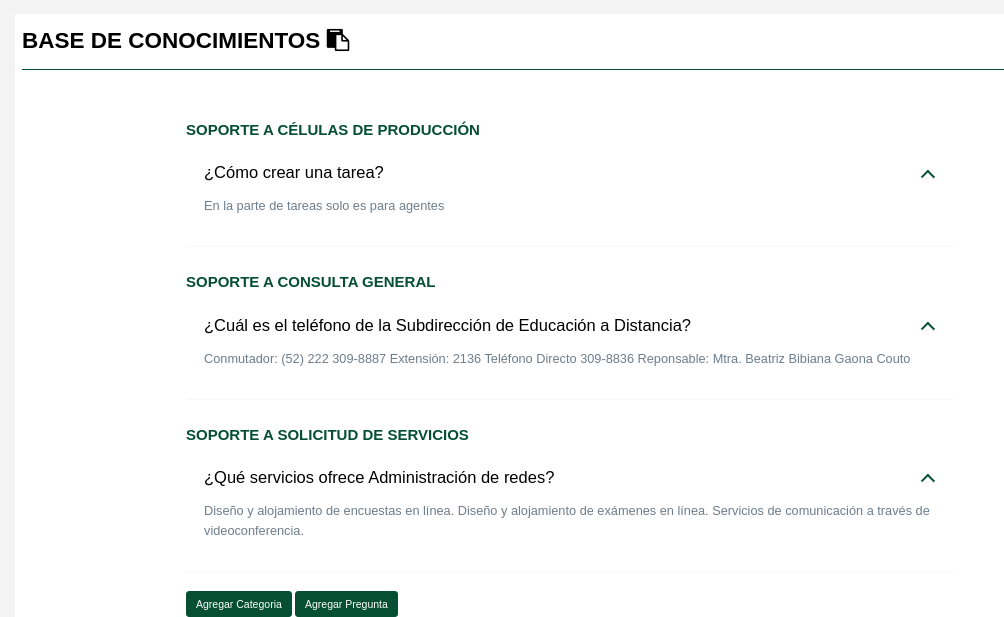 BASE DE CONOCIMIENTOS
SOPORTE A CÉLULAS DE PRODUCCIÓN
¿Cómo crear una tarea?
En la parte de tareas solo es para agentes
SOPORTE A CONSULTA GENERAL
¿Cuál es el teléfono de la Subdirección de Educación a Distancia?
Conmutador: (52) 222 309-8887 Extensión: 2136 Teléfono Directo 309-8836 Reponsable: Mtra. Beatriz Bibiana Gaona Couto
SOPORTE A SOLICITUD DE SERVICIOS
¿Qué servicios ofrece Administración de redes?
Diseño y alojamiento de encuestas en línea. Diseño y alojamiento de exámenes en línea. Servicios de comunicación a través de
videoconferencia.
Agregar Categoria Agregar Pregunta